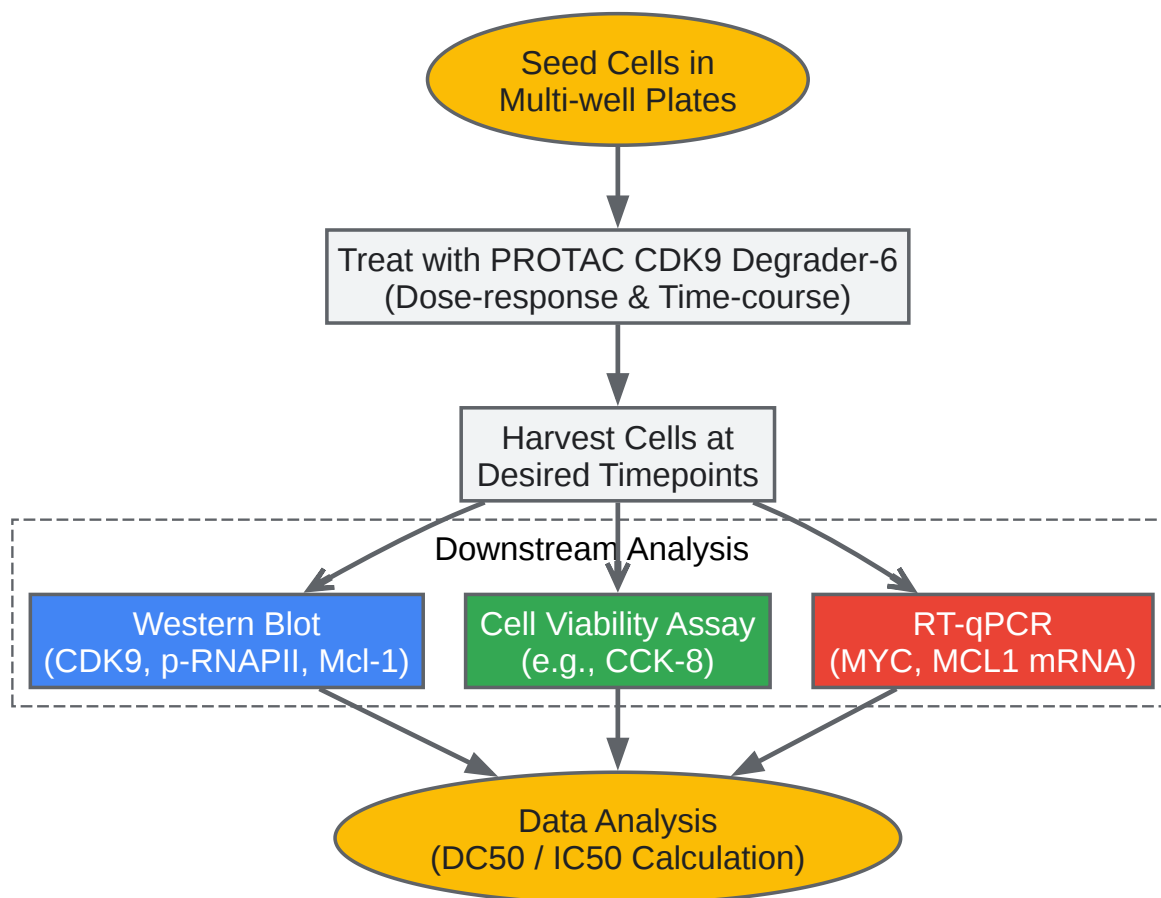 Seed Cells in
Multi-well Plates
Treat with PROTAC CDK9 Degrader-6
(Dose-response & Time-course)
Harvest Cells at
Desired Timepoints
Downstream Analysis
Western Blot
(CDK9, p-RNAPII, Mcl-1)
Cell Viability Assay
(e.g., CCK-8)
RT-qPCR
(MYC, MCL1 mRNA)
Data Analysis
(DC50 / IC50 Calculation)